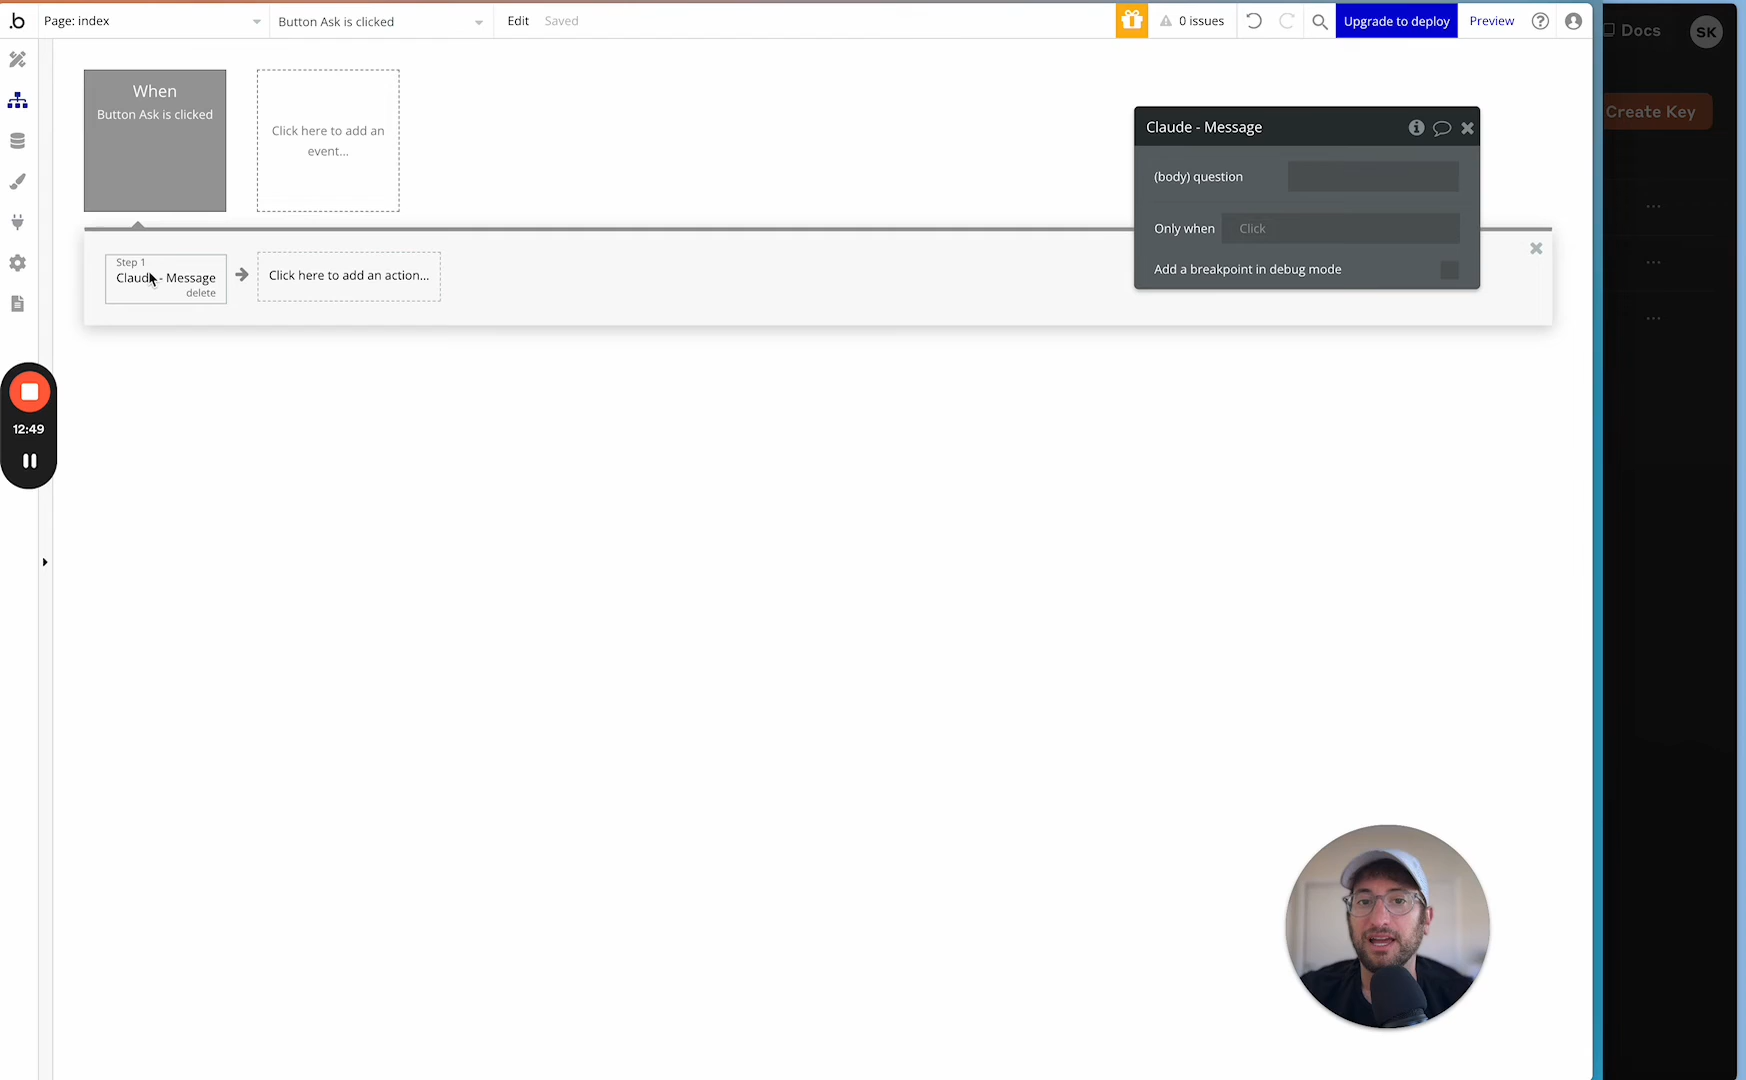 .b
Page: index
Button Ask is clicked
Edit
Saved
0 issues
Upgrade to deploy
Preview
?
Docs
SK
Create Key
When
Button Ask is clicked
Click here to add an
event...
Claude - Message
(body) question
Only when
Click
Add a breakpoint in debug mode
Step 1
Claude - Message
delete
Click here to add an action...
12:49